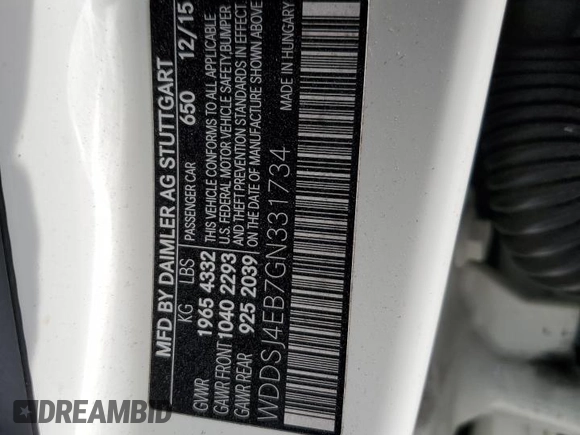 MFD BY DAIMLER AG STUTTGART
KG LBS PASSENGER CAR 650 12/15
GVWR 1965 4332 THIS VEHICLE CONFORMS TO ALL APPLICABLE
GAWR FRONT 1040 2293 U.S. FEDERAL MOTOR VEHICLE SAFETY, BUMPER
GAWR REAR 925 2039 AND THEFT PREVENTION STANDARDS IN EFFECT
ON THE DATE OF MANUFACTURE SHOWN ABOVE
WDDSJ4EB7GN331734 MADE IN HUNGARY
DREAMBID